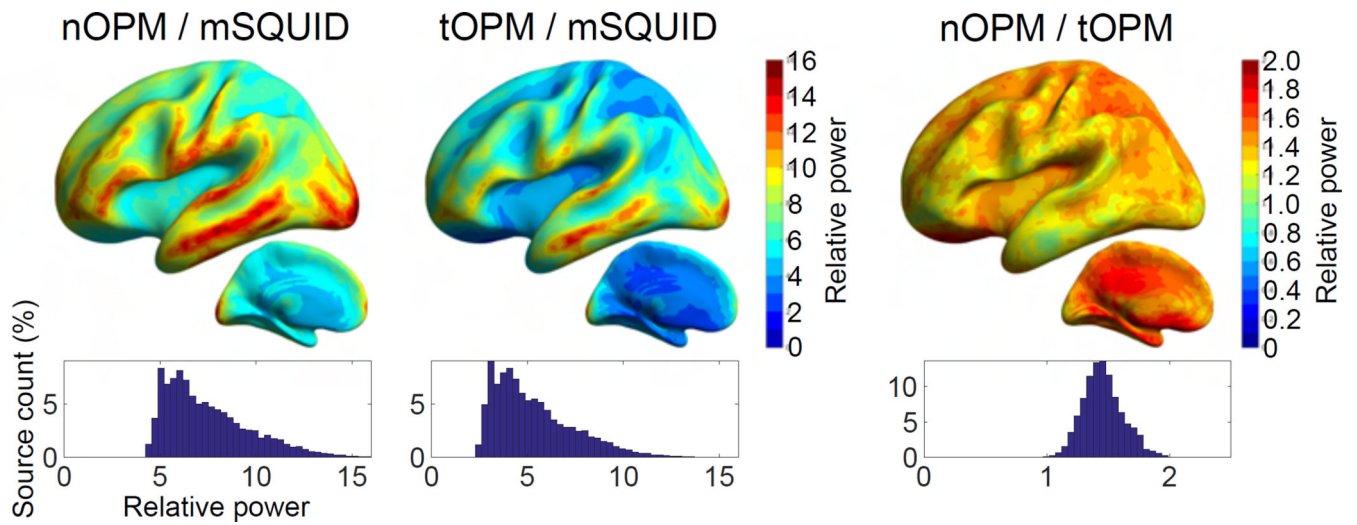 nOPM / mSQUID
tOPM / mSQUID
nOPM / tOPM
16
14
12
10
8
6
4
2
0
Relative power
2.0
1.8
1.6
1.4
1.2
1.0
0.8
0.6
0.4
0.2
0
Relative power
Source count (%)
5
0
0 5 10 15
Relative power
5
0
0 5 10 15
10
5
0
0 1 2